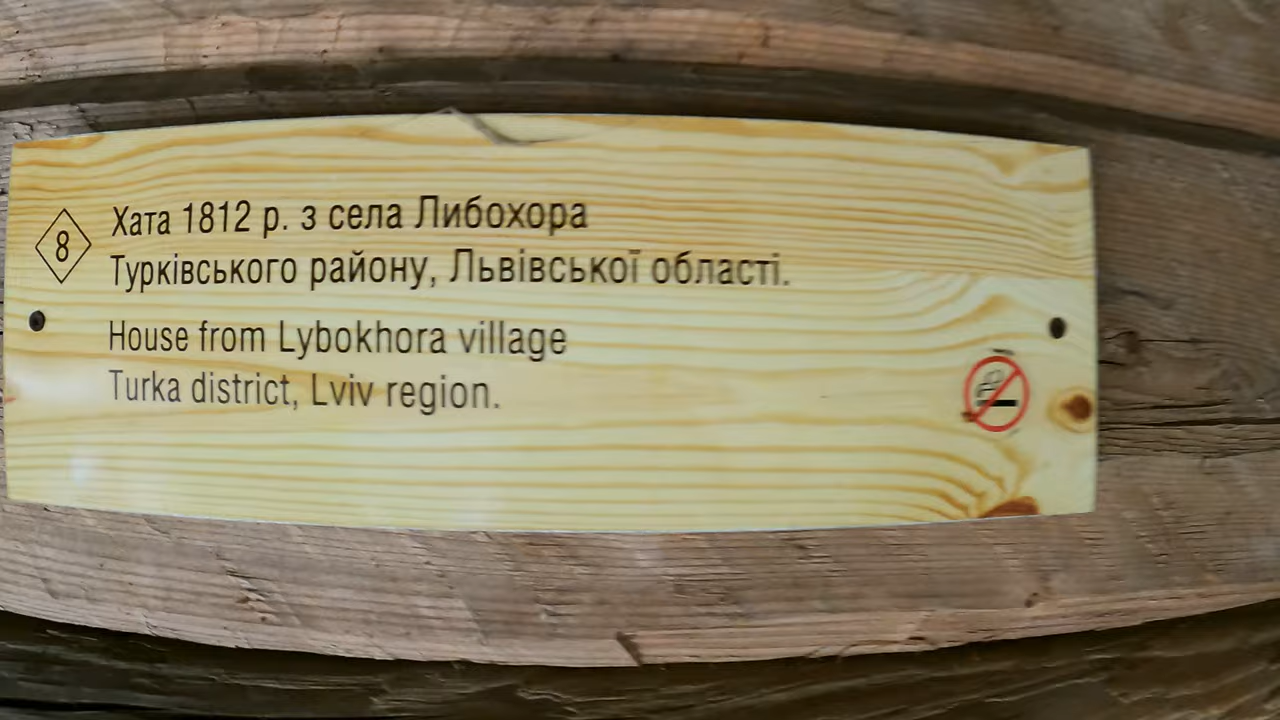 8
Хата 1812 р. з села Либохора
Турківського району, Львівської області.
House from Lybokhora village
Turka district, Lviv region.